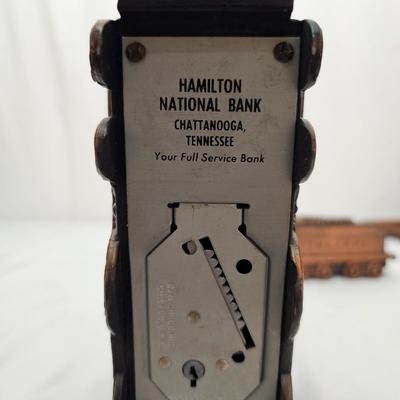 HAMILTON
NATIONAL BANK
CHATTANOOGA,
TENNESSEE
Your Full Service Bank